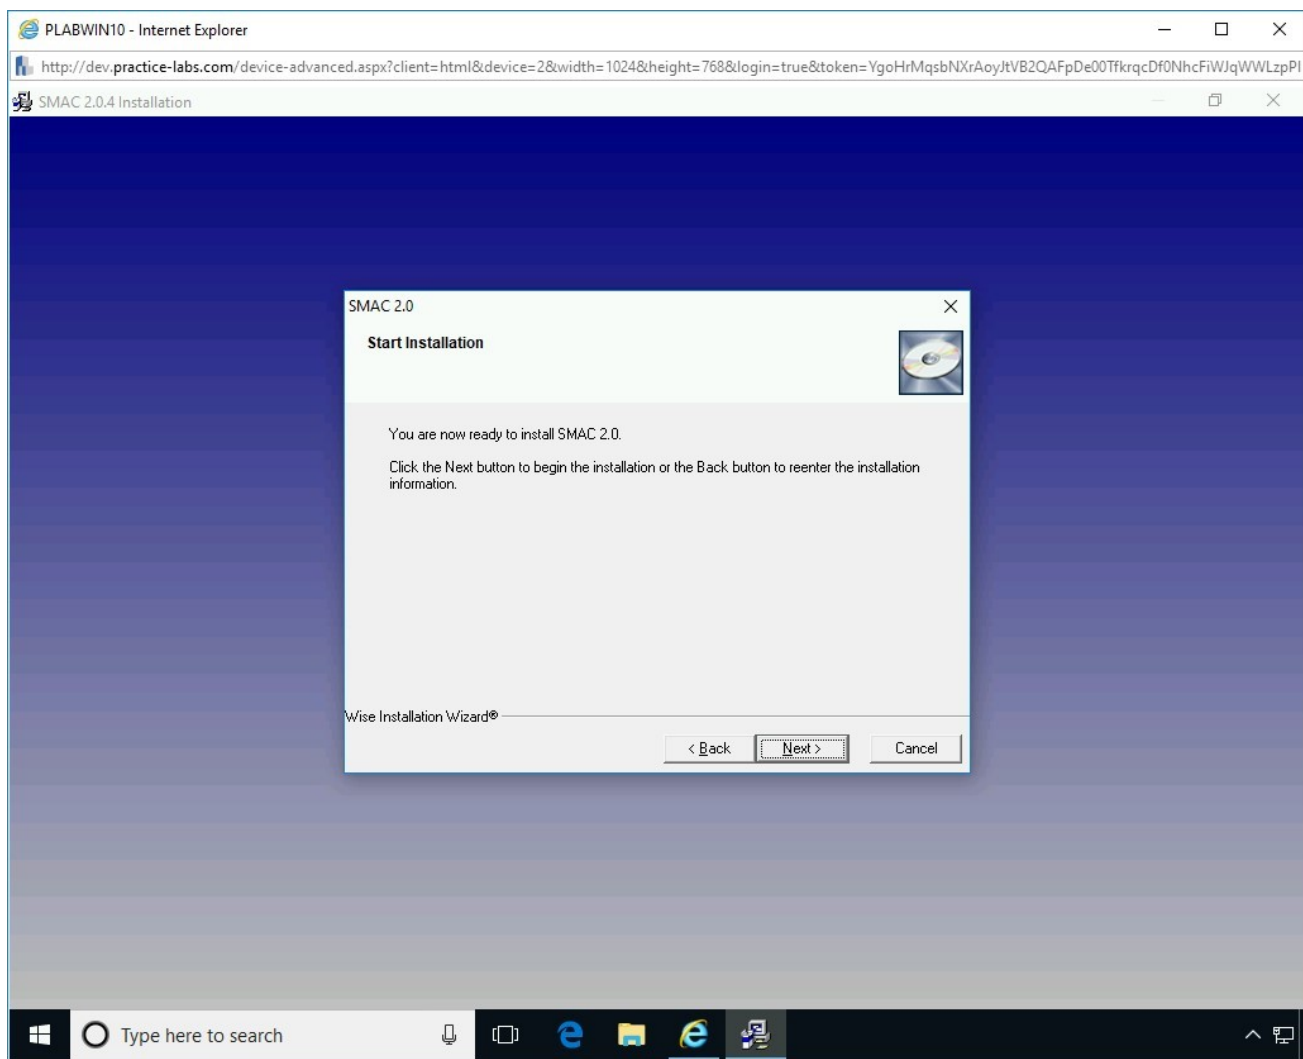 PLABWIN10 - Internet Explorer
http://dev.practice-labs.com/device-advanced.aspx?client=html&device=2&width=1024&height=768&login=true&token=YgoHrMqsbNXrAoyJtVB2QAFpDe00TfkrqcDf0NhcFiWJqWWLzpPI
SMAC 2.0.4 Installation
SMAC 2.0
Start Installation
You are now ready to install SMAC 2.0.
Click the Next button to begin the installation or the Back button to reenter the installation
information.
Wise Installation Wizard®
< Back Next > Cancel
Type here to search